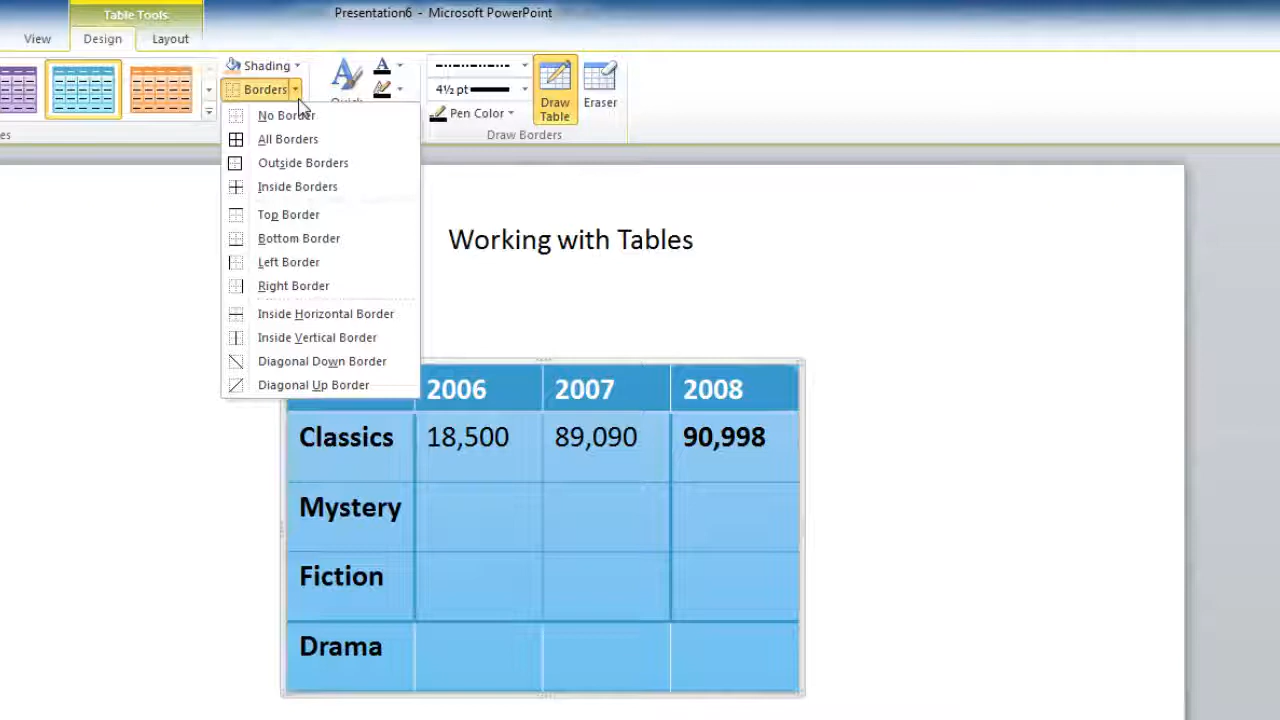 Table Tools
Presentation6 - Microsoft PowerPoint
View
Design
Layout
Shading
Borders
4½ pt
Pen Color
Draw
Table
Eraser
Draw Borders
No Border
All Borders
Outside Borders
Inside Borders
Top Border
Bottom Border
Left Border
Right Border
Inside Horizontal Border
Inside Vertical Border
Diagonal Down Border
Diagonal Up Border
Working with Tables
2006 2007 2008
Classics 18,500 89,090 90,998
Mystery
Fiction
Drama